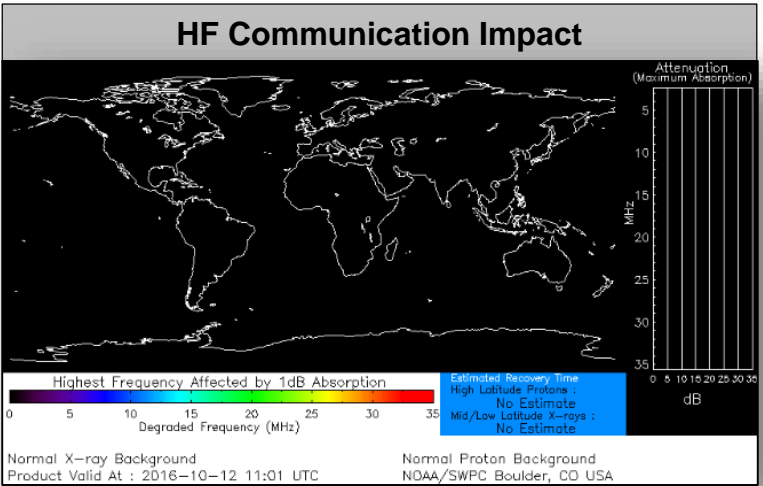 HF Communication Impact
Attenuation
(Maximum Absorption)
5
10
15
20
25
30
35
MHz
0 5 10 15 20 25 30 35
dB
Highest Frequency Affected by 1dB Absorption
0 5 10 15 20 25 30 35
Degraded Frequency (MHz)
Estimated Recovery Time
High Latitude Protons :
No Estimate
Mid/Low Latitude X-rays :
No Estimate
Normal X-ray Background
Normal Proton Background
Product Valid At : 2016-10-12 11:01 UTC
NOAA/SWPC Boulder, CO USA